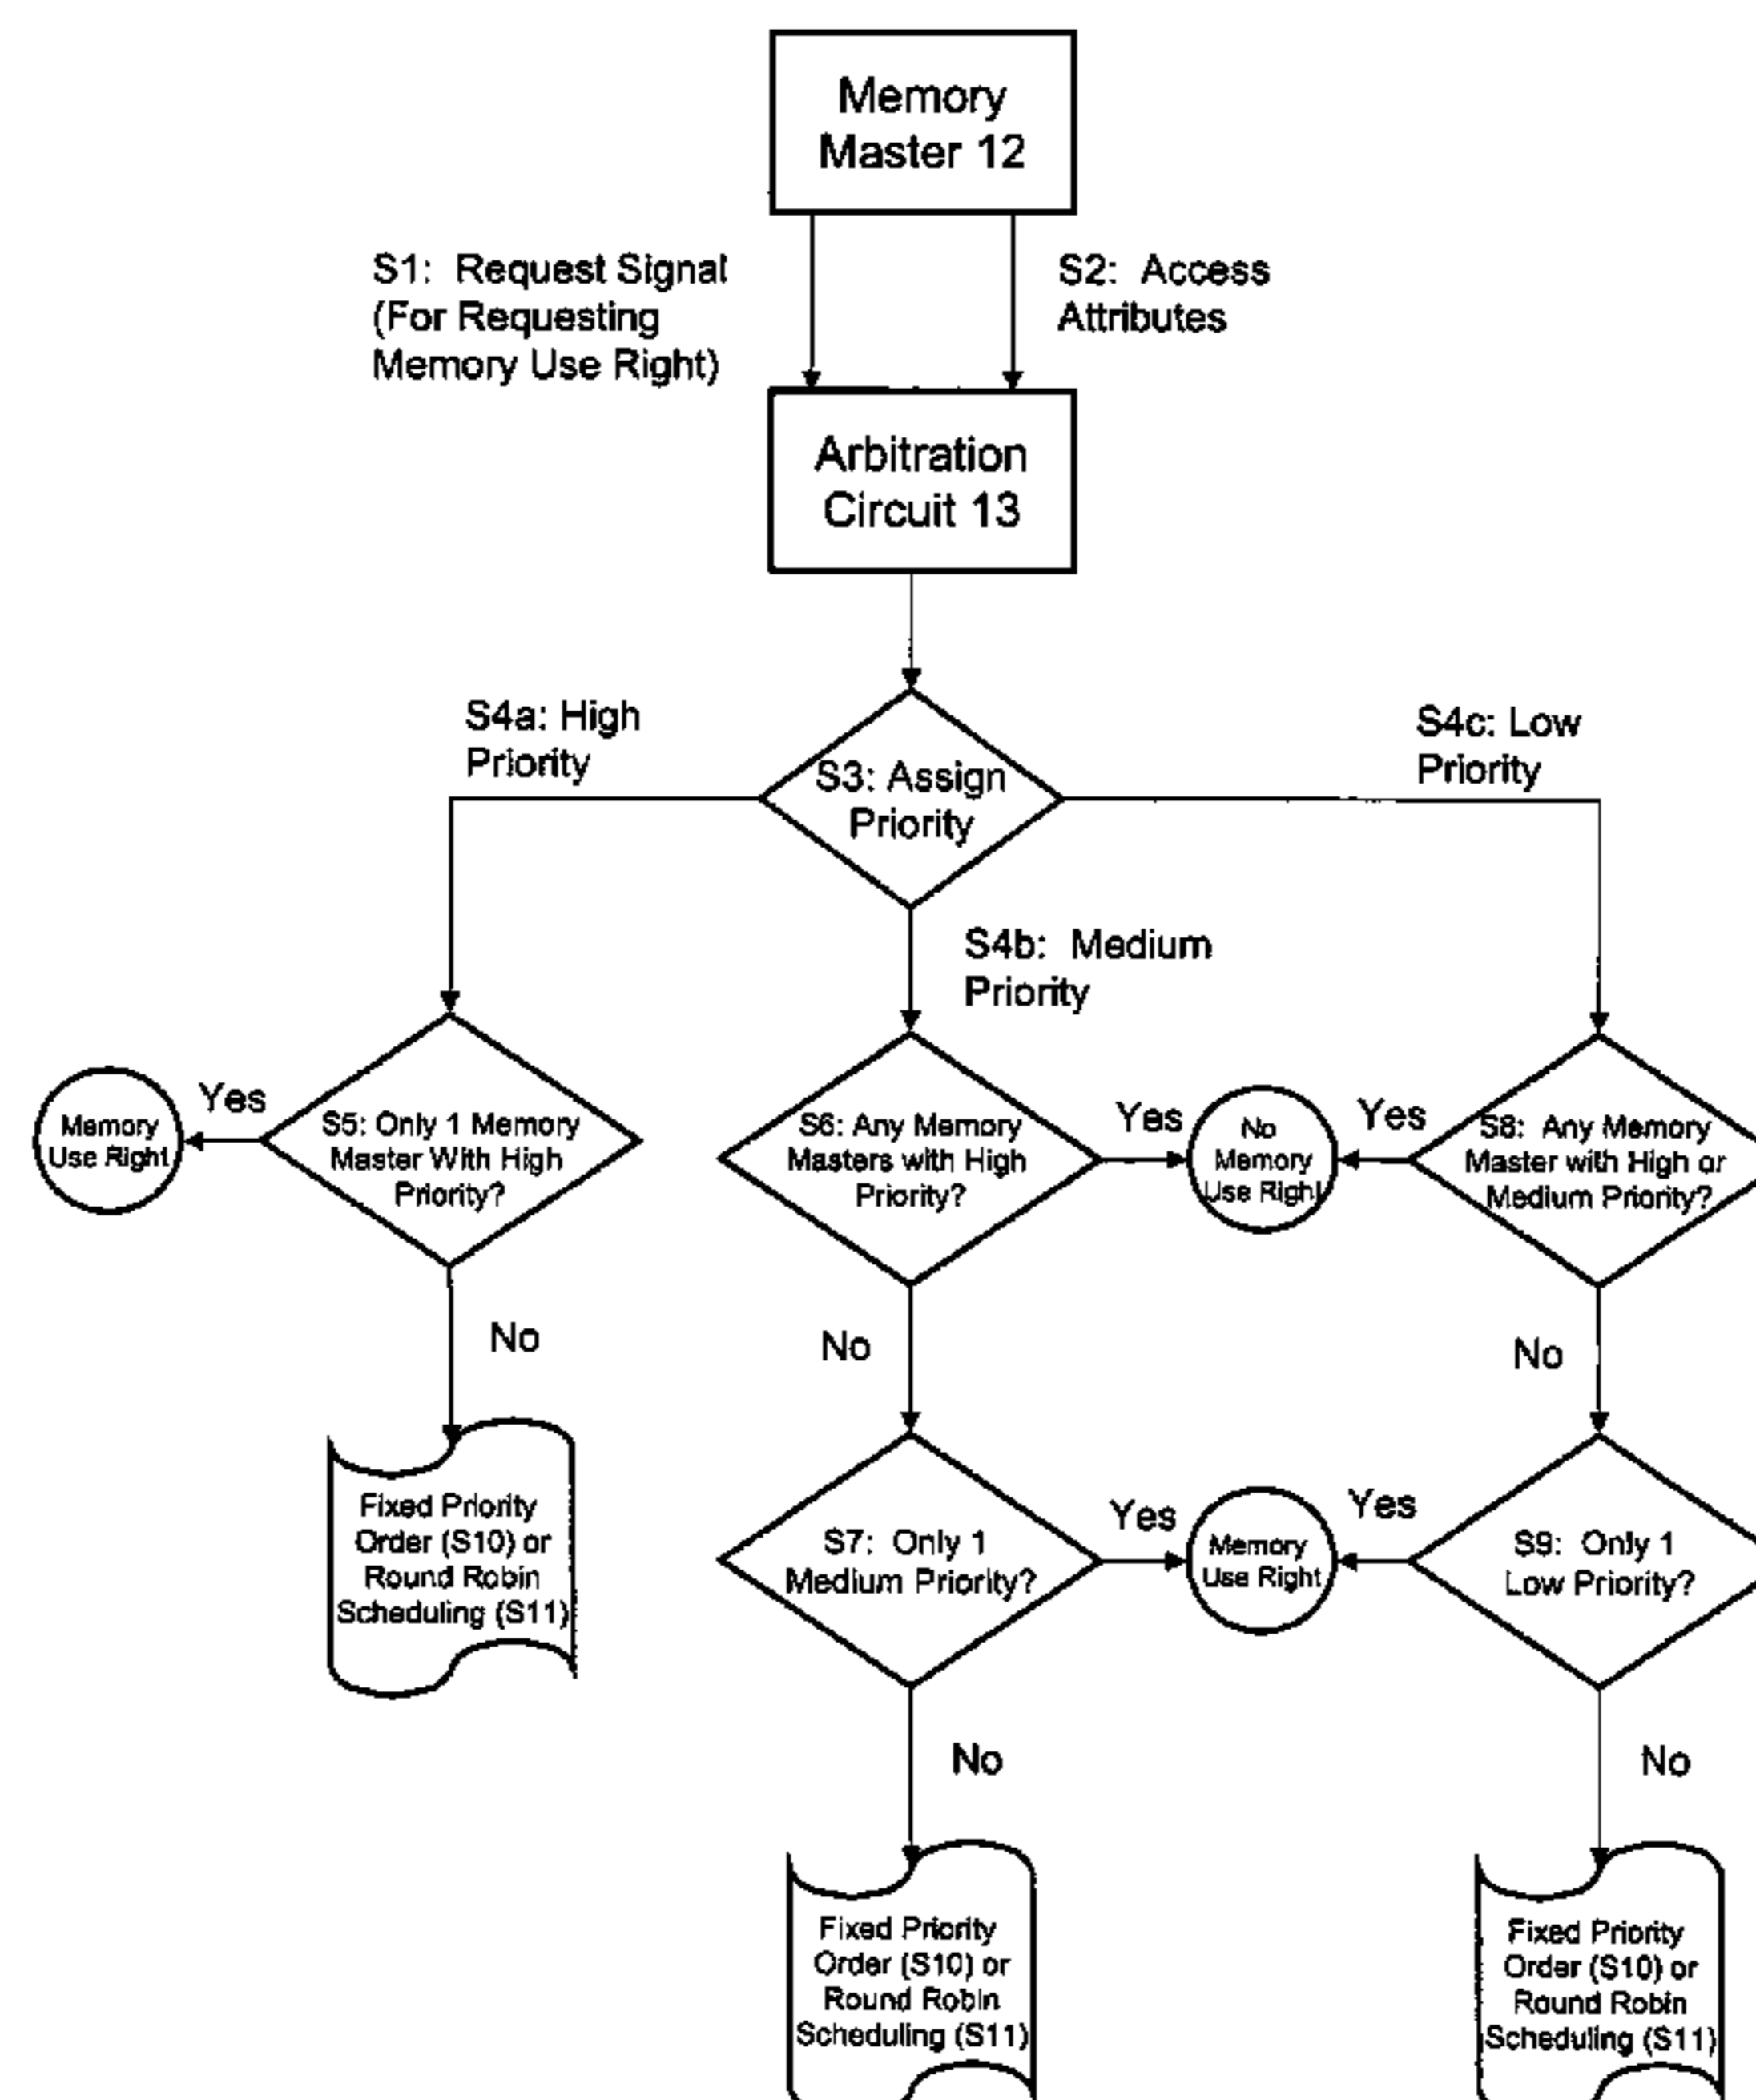 Memory
Master 12
S1: Request Signal
(For Requesting
Memory Use Right)
S2: Access
Attributes
Arbitration
Circuit 13
S4a: High
Priority
S3: Assign
Priority
S4c: Low
Priority
S4b: Medium
Priority
Memory
Use Right
Yes
S5: Only 1 Memory
Master With High
Priority?
S6: Any Memory
Masters with High
Priority?
Yes
No
Memory
Use Right
Yes
S8: Any Memory
Master with High or
Medium Priority?
No
No
No
Fixed Priority
Order (S10) or
Round Robin
Scheduling (S11)
S7: Only 1
Medium Priority?
Yes
Memory
Use Right
Yes
S9: Only 1
Low Priority?
No
No
Fixed Priority
Order (S10) or
Round Robin
Scheduling (S11)
Fixed Priority
Order (S10) or
Round Robin
Scheduling (S11)